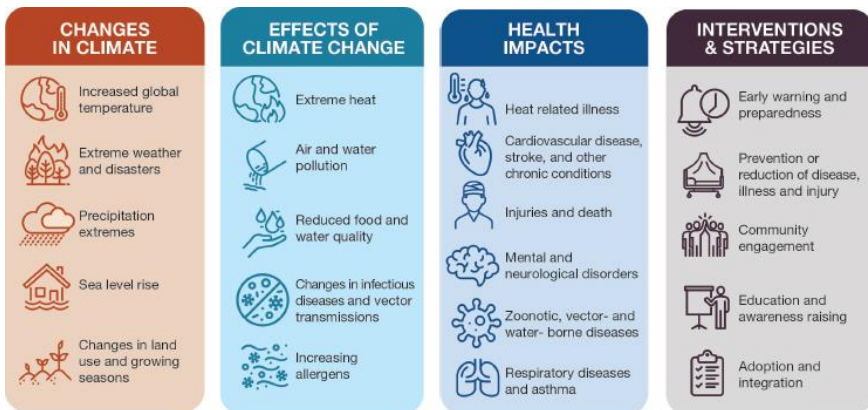 CHANGES
IN CLIMATE
Increased global
temperature
Extreme weather
and disasters
Precipitation
extremes
Sea level rise
Changes in land
use and growing
seasons
EFFECTS OF
CLIMATE CHANGE
Extreme heat
Air and water
pollution
Reduced food and
water quality
Changes in infectious
diseases and vector
transmissions
Increasing
allergens
HEALTH
IMPACTS
Heat related illness
Cardiovascular disease,
stroke, and other
chronic conditions
Injuries and death
Mental and
neurological disorders
Zoonotic, vector- and
water- borne diseases
Respiratory diseases
and asthma
INTERVENTIONS
& STRATEGIES
Early warning and
preparedness
Prevention or
reduction of disease,
illness and injury
Community
engagement
Education and
awareness raising
Adoption and
integration